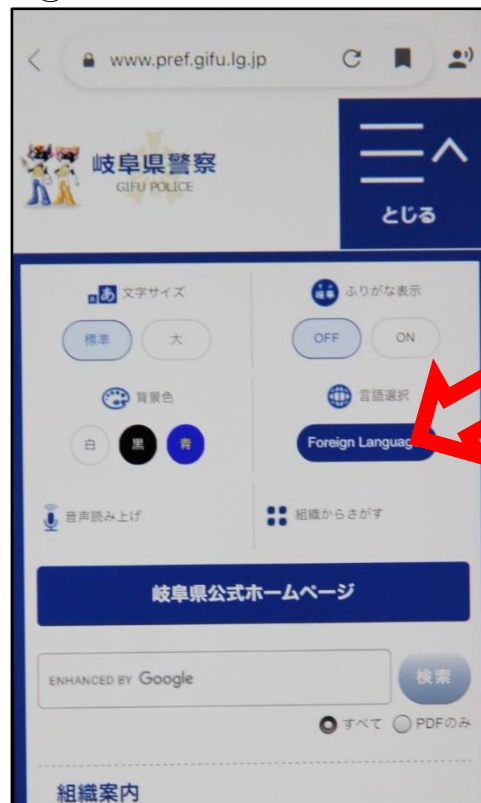 www.pref.gifu.lg.jp
岐阜県警察
GIFU POLICE
とじる
文字サイズ
ふりがな表示
標準
大
OFF
ON
背景色
言語選択
白
黒
青
Foreign Language
音声読み上げ
組織からさがす
岐阜県公式ホームページ
ENHANCED BY Google
検索
すべて
PDFのみ
組織案内